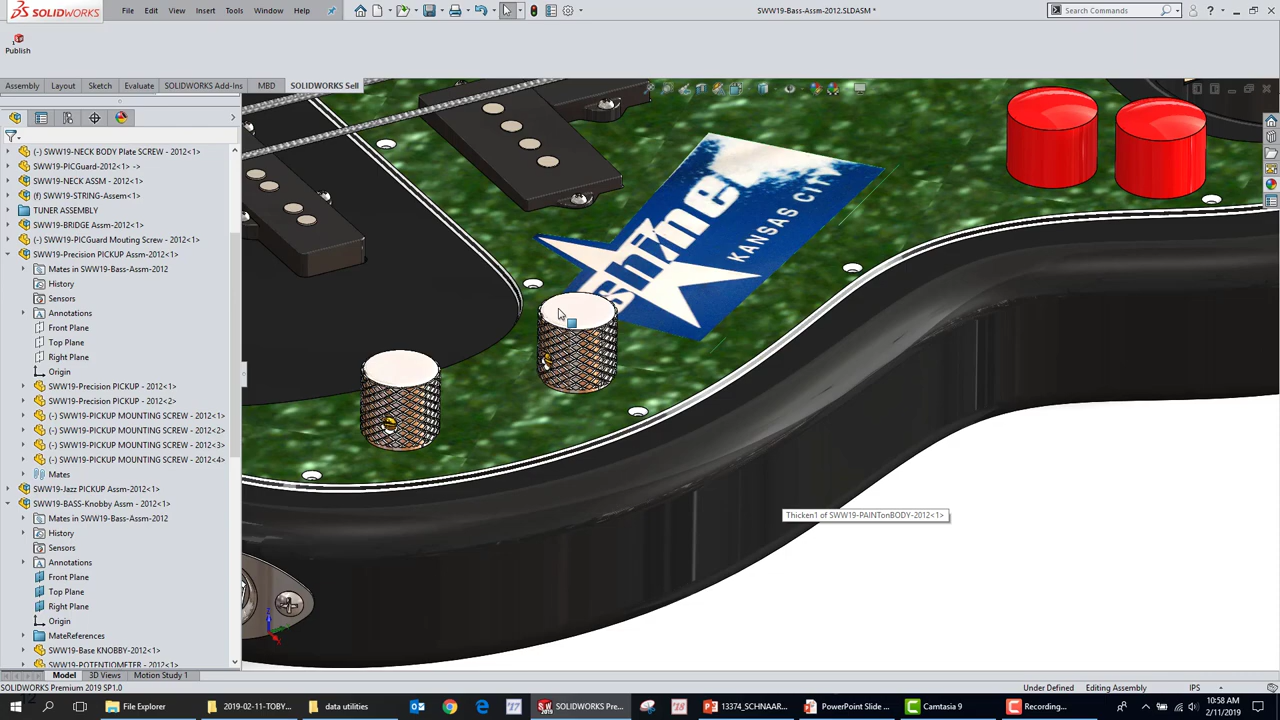 SOLIDWORKS
File Edit View Insert Tools Window Help
SWW19-Bass-Assm-2012.SLDASM *
Search Commands
Publish
Assembly Layout Sketch Evaluate SOLIDWORKS Add-Ins MBD SOLIDWORKS Sell
(-) SWW19-NECK BODY Plate SCREW - 2012<1>
SWW19-PICGuard-2012<1> ->
SWW19-NECK ASSM - 2012<1>
(f) SWW19-STRING-Assem<1>
TUNER ASSEMBLY
SWW19-BRIDGE Assm-2012<1>
(-) SWW19-PICGuard Mouting Screw - 2012<1>
SWW19-Precision PICKUP Assm-2012<1>
Mates in SWW19-Bass-Assm-2012
History
Sensors
Annotations
Front Plane
Top Plane
Right Plane
Origin
SWW19-Precision PICKUP - 2012<1>
SWW19-Precision PICKUP - 2012<2>
(-) SWW19-PICKUP MOUNTING SCREW - 2012<1>
(-) SWW19-PICKUP MOUNTING SCREW - 2012<2>
(-) SWW19-PICKUP MOUNTING SCREW - 2012<3>
(-) SWW19-PICKUP MOUNTING SCREW - 2012<4>
Mates
SWW19-Jazz PICKUP Assm-2012<1>
SWW19-BASS-Knobby Assm - 2012<1>
Mates in SWW19-Bass-Assm-2012
History
Sensors
Annotations
Front Plane
Top Plane
Right Plane
Origin
MateReferences
SWW19-Base KNOBBY-2012<1>
SWW19-POTENTIOMETER - 2012<1>
shine
KANSAS CITY
Thicken1 of SWW19-PAINTonBODY-2012<1>
Model 3D Views Motion Study 1
SOLIDWORKS Premium 2019 SP1.0
Under Defined Editing Assembly IPS
12
File Explorer
2019-02-11-TOBY...
data utilities
'17
SOLIDWORKS Pre...
'18
13374_SCHNAAR...
PowerPoint Slide ...
Camtasia 9
Recording...
10:58 AM
2/11/2019